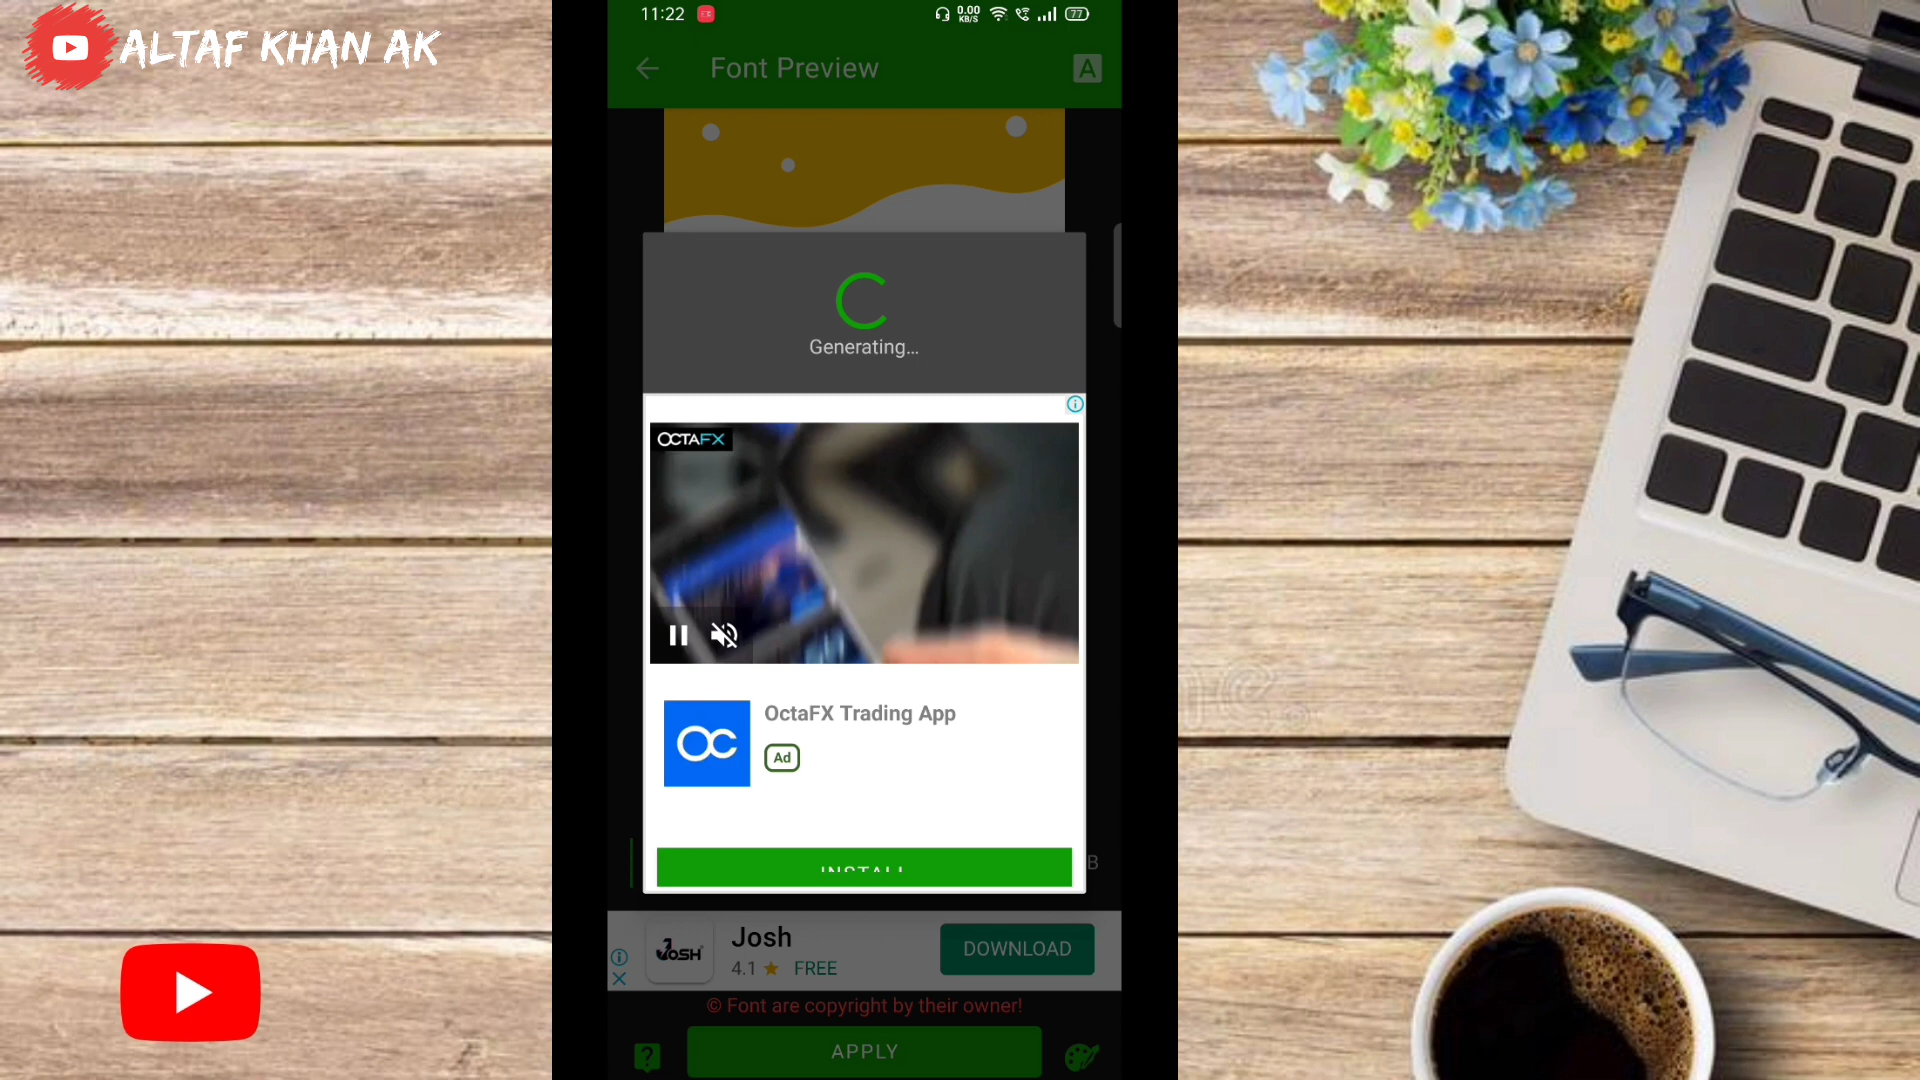 ALTAF KHAN AK
11:22
0.00
KB/S
77
Font Preview
A
Generating...
OCTAFX
OctaFX Trading App
Ad
INSTALL
B
JOSH
Josh
4.1 ★ FREE
DOWNLOAD
© Font are copyright by their owner!
?
APPLY